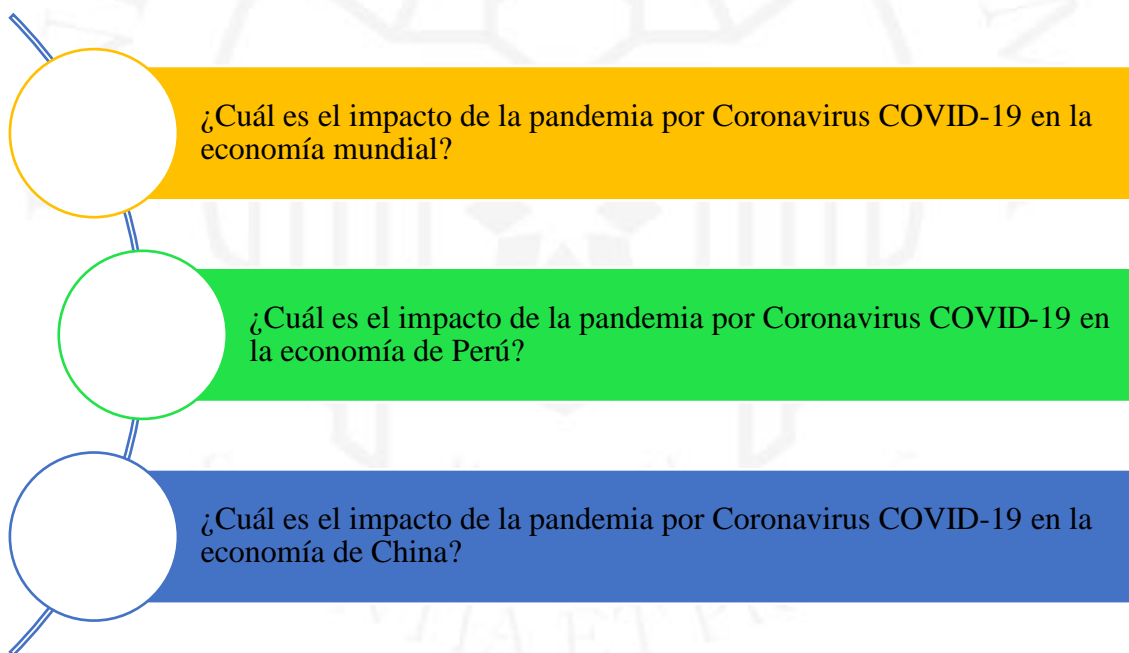 ¿Cuál es el impacto de la pandemia por Coronavirus COVID-19 en la
economía mundial?
¿Cuál es el impacto de la pandemia por Coronavirus COVID-19 en
la economía de Perú?
¿Cuál es el impacto de la pandemia por Coronavirus COVID-19 en la
economía de China?